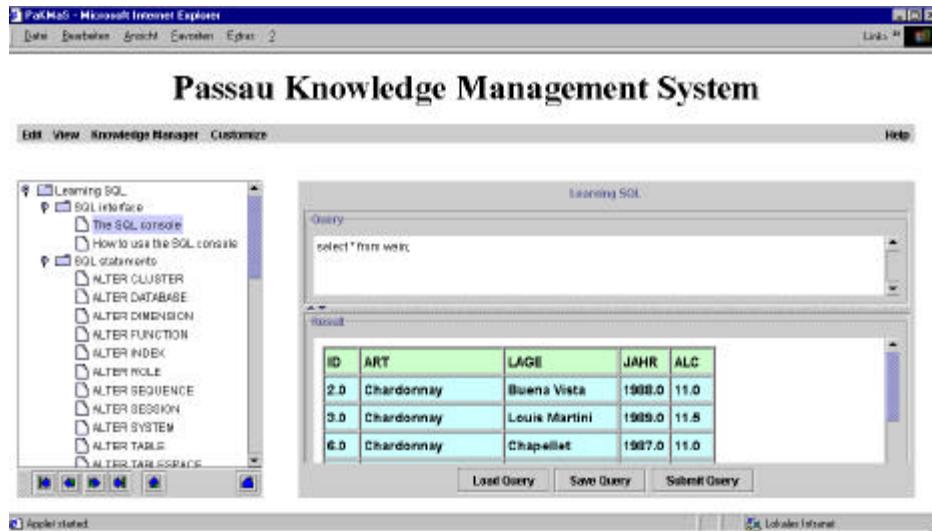 PaKMaS - Microsoft Internet Explorer
Datei Bearbeiten Ansicht Favoriten Extras ?
Links »
Passau Knowledge Management System
Edit View Knowledge Manager Customize Help
Learning SQL
SQL interface
The SQL console
How to use the SQL console
SQL statements
ALTER CLUSTER
ALTER DATABASE
ALTER DIMENSION
ALTER FUNCTION
ALTER INDEX
ALTER ROLE
ALTER SEQUENCE
ALTER SESSION
ALTER SYSTEM
ALTER TABLE
ALTER TABLESPACE
Learning SQL
Query
select * from wein;
Result
ID ART LAGE JAHR ALC
2.0 Chardonnay Buena Vista 1988.0 11.0
3.0 Chardonnay Louis Martini 1989.0 11.5
6.0 Chardonnay Chapellet 1987.0 11.0
Load Query Save Query Submit Query
Applet started.
Lokales Intranet